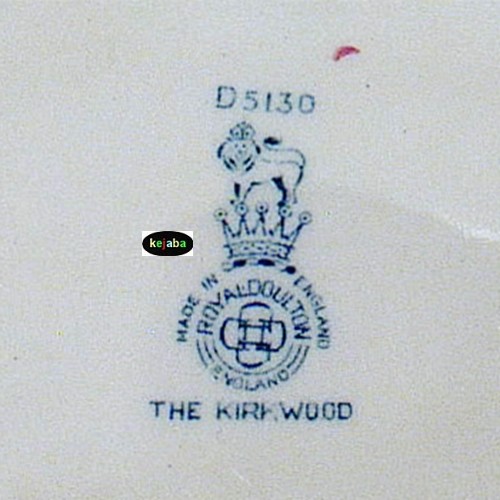 D5130
kejaba
MADE IN ENGLAND
ROYAL DOULTON
ENGLAND
THE KIRKWOOD